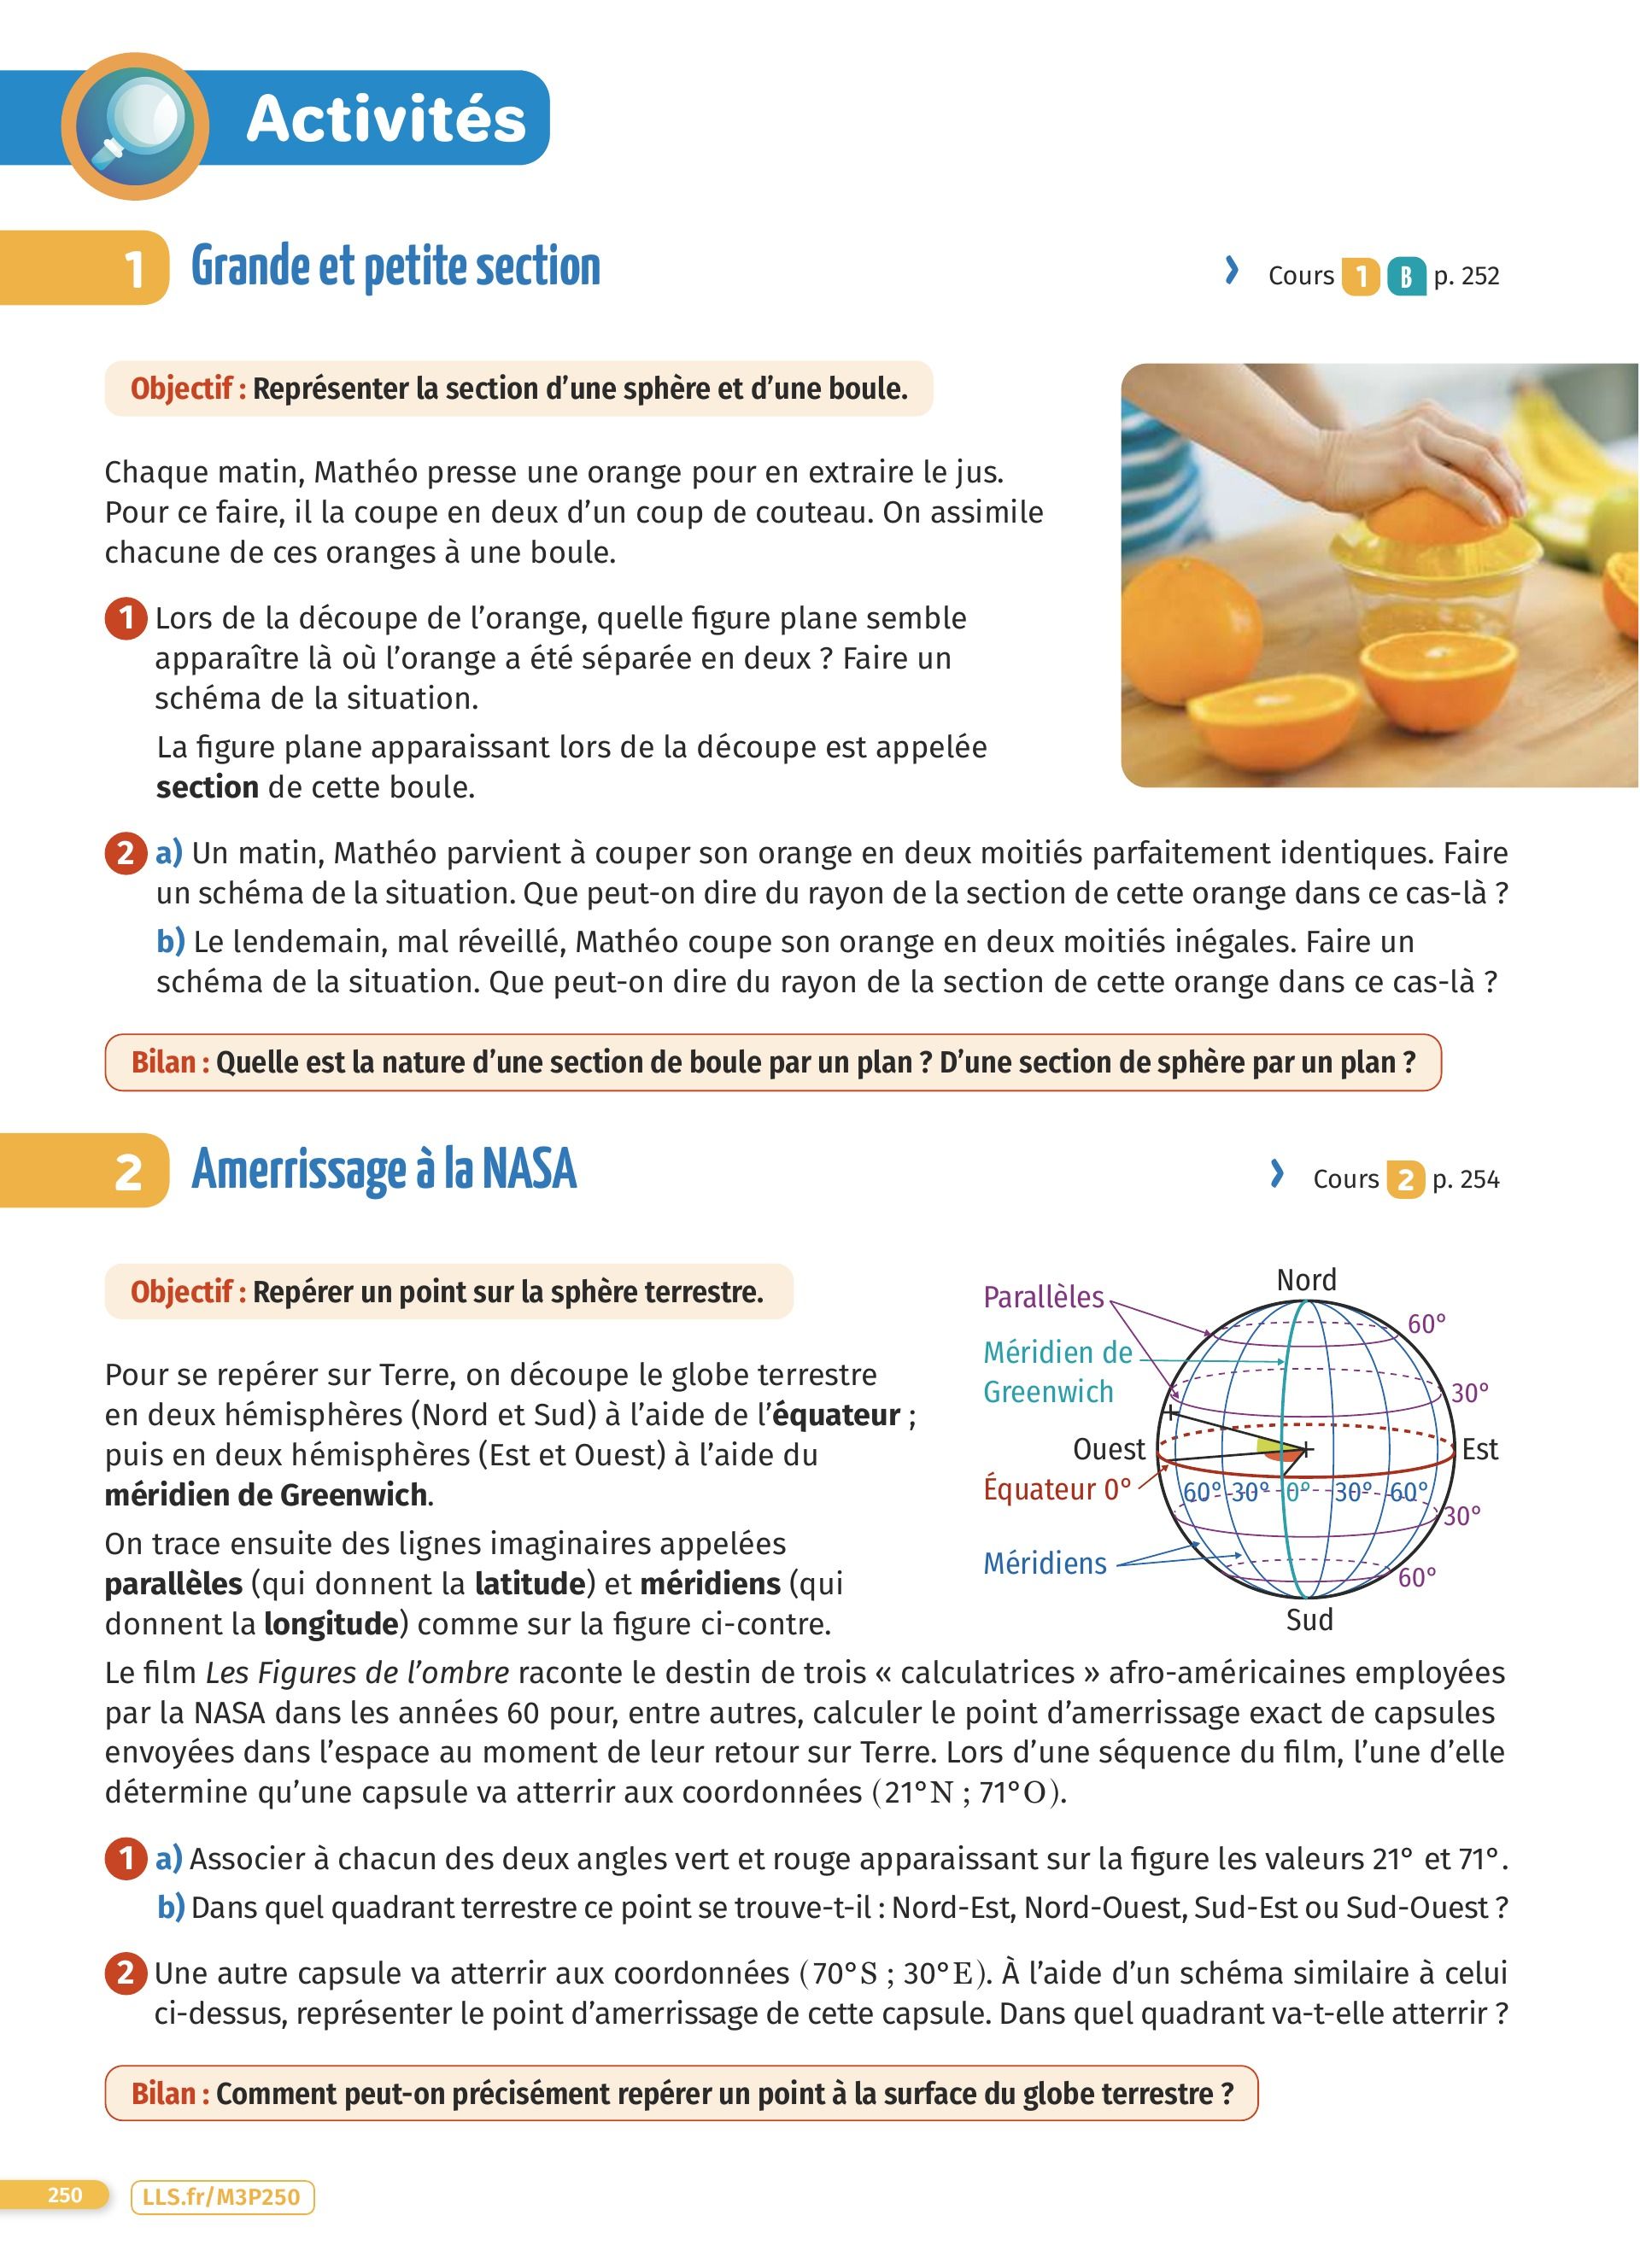 Activités
1 Grande et petite section
Cours 1 B p. 252
Objectif : Représenter la section d’une sphère et d’une boule.
Chaque matin, Mathéo presse une orange pour en extraire le jus.
Pour ce faire, il la coupe en deux d’un coup de couteau. On assimile
chacune de ces oranges à une boule.
1 Lors de la découpe de l’orange, quelle figure plane semble
apparaître là où l’orange a été séparée en deux ? Faire un
schéma de la situation.
La figure plane apparaissant lors de la découpe est appelée
section de cette boule.
2 a) Un matin, Mathéo parvient à couper son orange en deux moitiés parfaitement identiques. Faire
un schéma de la situation. Que peut-on dire du rayon de la section de cette orange dans ce cas-là ?
b) Le lendemain, mal réveillé, Mathéo coupe son orange en deux moitiés inégales. Faire un
schéma de la situation. Que peut-on dire du rayon de la section de cette orange dans ce cas-là ?
Bilan : Quelle est la nature d’une section de boule par un plan ? D’une section de sphère par un plan ?
2 Amerrissage à la NASA
Cours 2 p. 254
Objectif : Repérer un point sur la sphère terrestre.
Pour se repérer sur Terre, on découpe le globe terrestre
en deux hémisphères (Nord et Sud) à l’aide de l’équateur ;
puis en deux hémisphères (Est et Ouest) à l’aide du
méridien de Greenwich.
On trace ensuite des lignes imaginaires appelées
parallèles (qui donnent la latitude) et méridiens (qui
donnent la longitude) comme sur la figure ci-contre.
Nord
Parallèles
60°
Méridien de
Greenwich
30°
Ouest
Est
Équateur 0°
60° 30° 0° 30° 60°
30°
Méridiens
60°
Sud
Le film Les Figures de l’ombre raconte le destin de trois « calculatrices » afro-américaines employées
par la NASA dans les années 60 pour, entre autres, calculer le point d’amerrissage exact de capsules
envoyées dans l’espace au moment de leur retour sur Terre. Lors d’une séquence du film, l’une d’elle
détermine qu’une capsule va atterrir aux coordonnées (21°N ; 71°O).
1 a) Associer à chacun des deux angles vert et rouge apparaissant sur la figure les valeurs 21° et 71°.
b) Dans quel quadrant terrestre ce point se trouve-t-il : Nord-Est, Nord-Ouest, Sud-Est ou Sud-Ouest ?
2 Une autre capsule va atterrir aux coordonnées (70°S ; 30°E). À l’aide d’un schéma similaire à celui
ci-dessus, représenter le point d’amerrissage de cette capsule. Dans quel quadrant va-t-elle atterrir ?
Bilan : Comment peut-on précisément repérer un point à la surface du globe terrestre ?
250
LLS.fr/M3P250